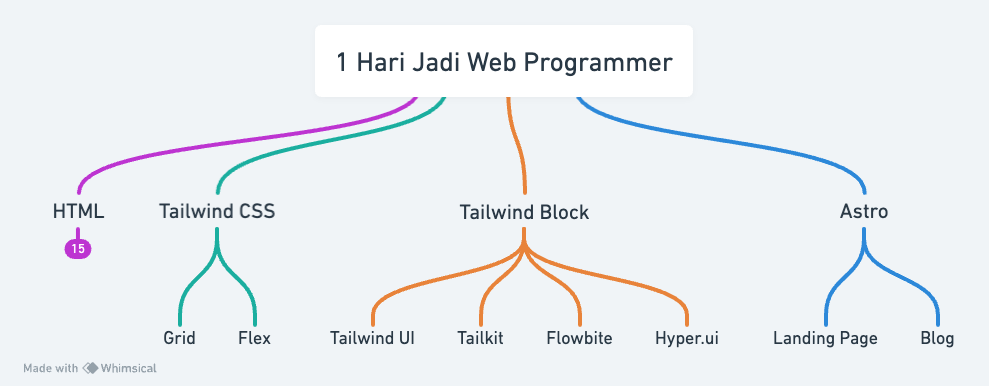 1 Hari Jadi Web Programmer
HTML
Tailwind CSS
Tailwind Block
Astro
15
Grid
Flex
Tailwind UI
Tailkit
Flowbite
Hyper.ui
Landing Page
Blog
Made with Whimsical